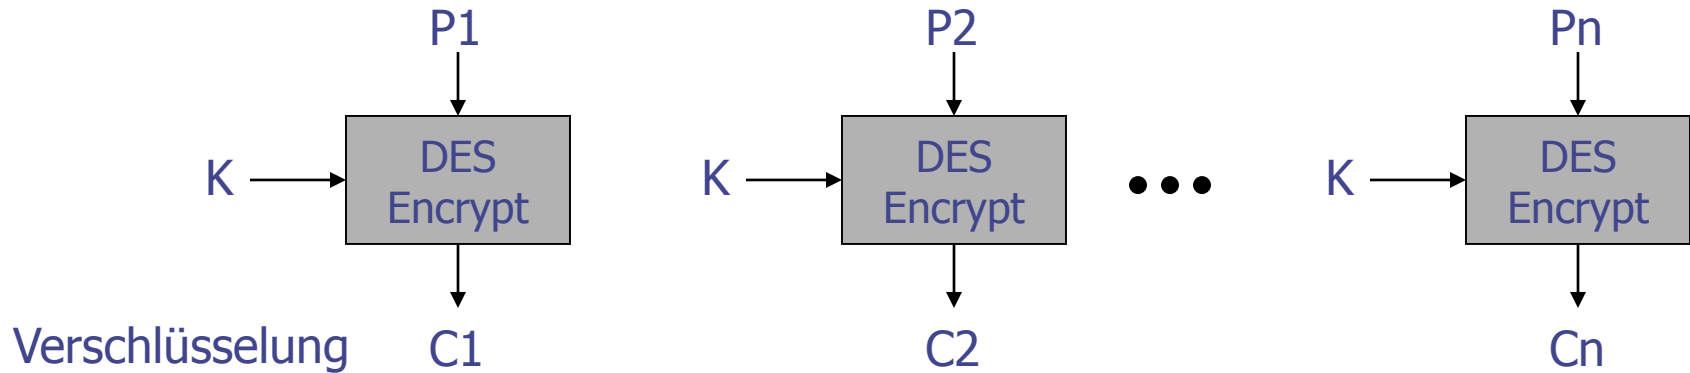 P1 P2 Pn
K DES Encrypt K DES Encrypt K DES Encrypt
Verschlüsselung C1 C2 Cn